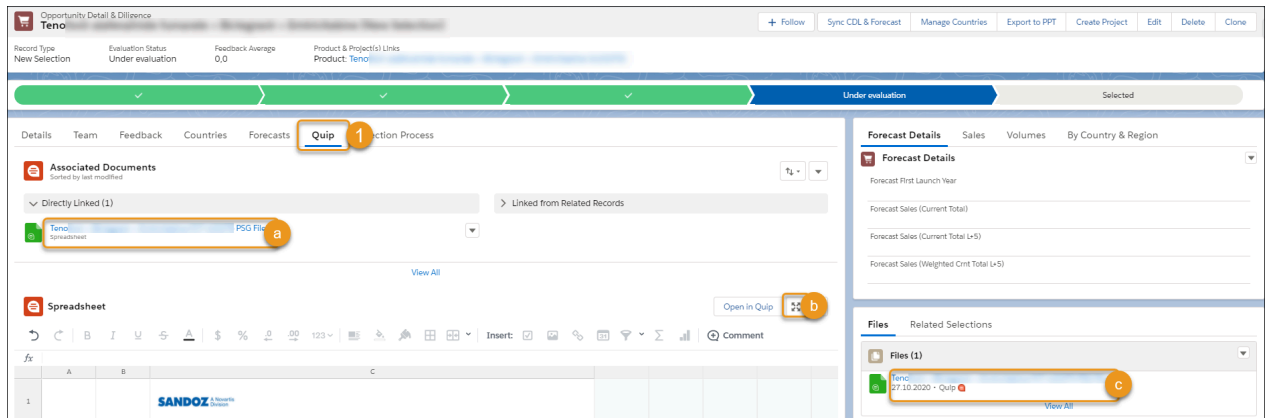 Opportunity Detail & Diligence
Teno
+ Follow
Sync CDL & Forecast
Manage Countries
Export to PPT
Create Project
Edit
Delete
Clone
Record Type
Evaluation Status
Feedback Average
Product & Project(s) Links
New Selection
Under evaluation
0,0
Product: Teno
Under evaluation
Selected
Details
Team
Feedback
Countries
Forecasts
Quip
1
ection Process
Associated Documents
Sorted by last modified
Directly Linked (1)
Linked from Related Records
Teno
PSG File
Spreadsheet
a
View All
Spreadsheet
Open in Quip
b
B
I
U
S
A
$
%
.0
.00
123
Insert:
31
Σ
Comment
fx
A
B
C
1
SANDOZ A Novartis
Division
Forecast Details
Sales
Volumes
By Country & Region
Forecast Details
Forecast First Launch Year
Forecast Sales (Current Total)
Forecast Sales (Current Total L+5)
Forecast Sales (Weighted Crnt Total L+5)
Files
Related Selections
Files (1)
Teno
27.10.2020 • Quip
c
View All